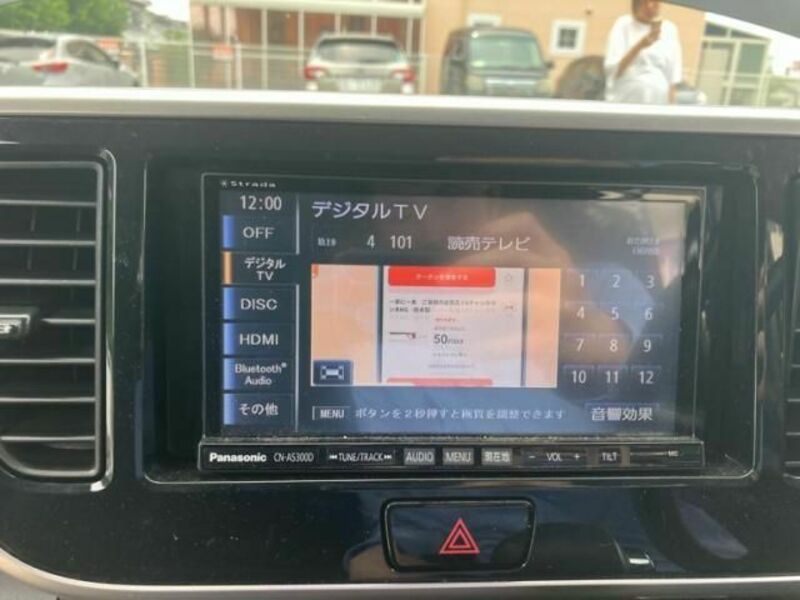 Strada
12:00
デジタルTV
OFF
4 101 読売テレビ
デジタル
TV
1 2 3
DISC
4 5 6
HDMI
50
7 8 9
Bluetooth®
Audio
10 11 12
その他
MENU ボタンを2秒押すと画質を調整できます
音響効果
Panasonic CN-AS300D TUNE/TRACK AUDIO MENU 現在地 − VOL + TILT MIC